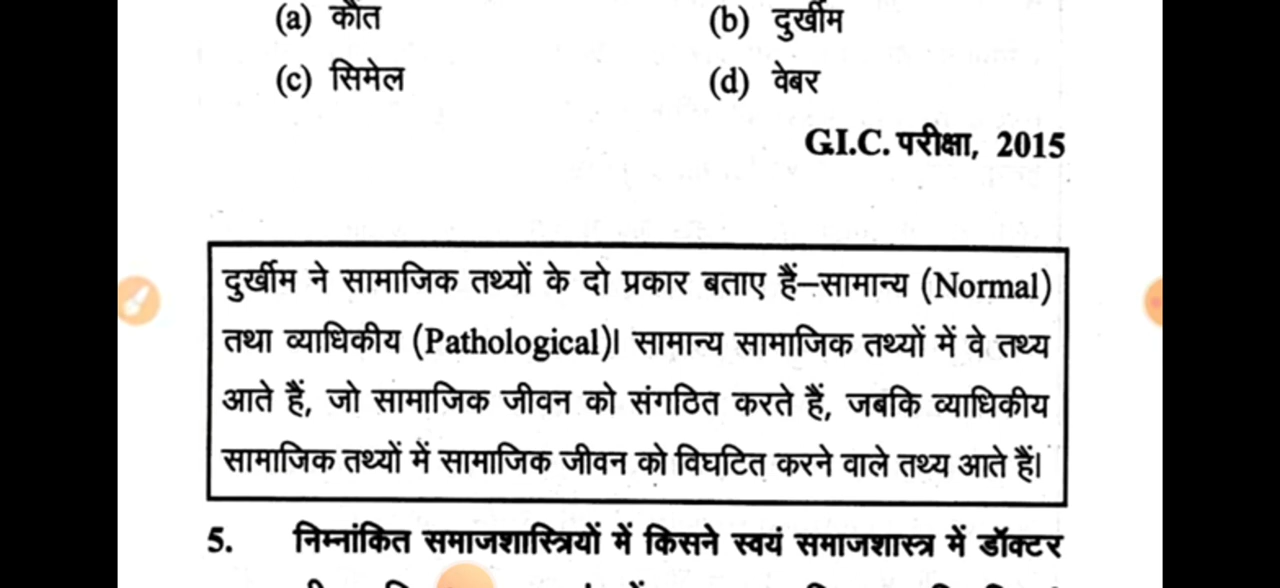 (a) कौंत (b) दुर्खीम
(c) सिमेल (d) वेबर
G.I.C. परीक्षा, 2015
दुर्खीम ने सामाजिक तथ्यों के दो प्रकार बताए हैं–सामान्य (Normal)
तथा व्याधिकीय (Pathological)। सामान्य सामाजिक तथ्यों में वे तथ्य
आते हैं, जो सामाजिक जीवन को संगठित करते हैं, जबकि व्याधिकीय
सामाजिक तथ्यों में सामाजिक जीवन को विघटित करने वाले तथ्य आते हैं।
5. निम्नांकित समाजशास्त्रियों में किसने स्वयं समाजशास्त्र में डॉक्टर